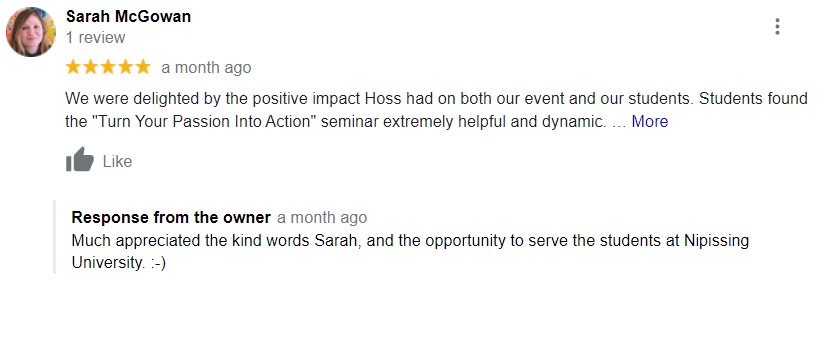 Sarah McGowan
1 review
a month ago
We were delighted by the positive impact Hoss had on both our event and our students. Students found
the "Turn Your Passion Into Action" seminar extremely helpful and dynamic. … More
Like
Response from the owner a month ago
Much appreciated the kind words Sarah, and the opportunity to serve the students at Nipissing
University. :-)